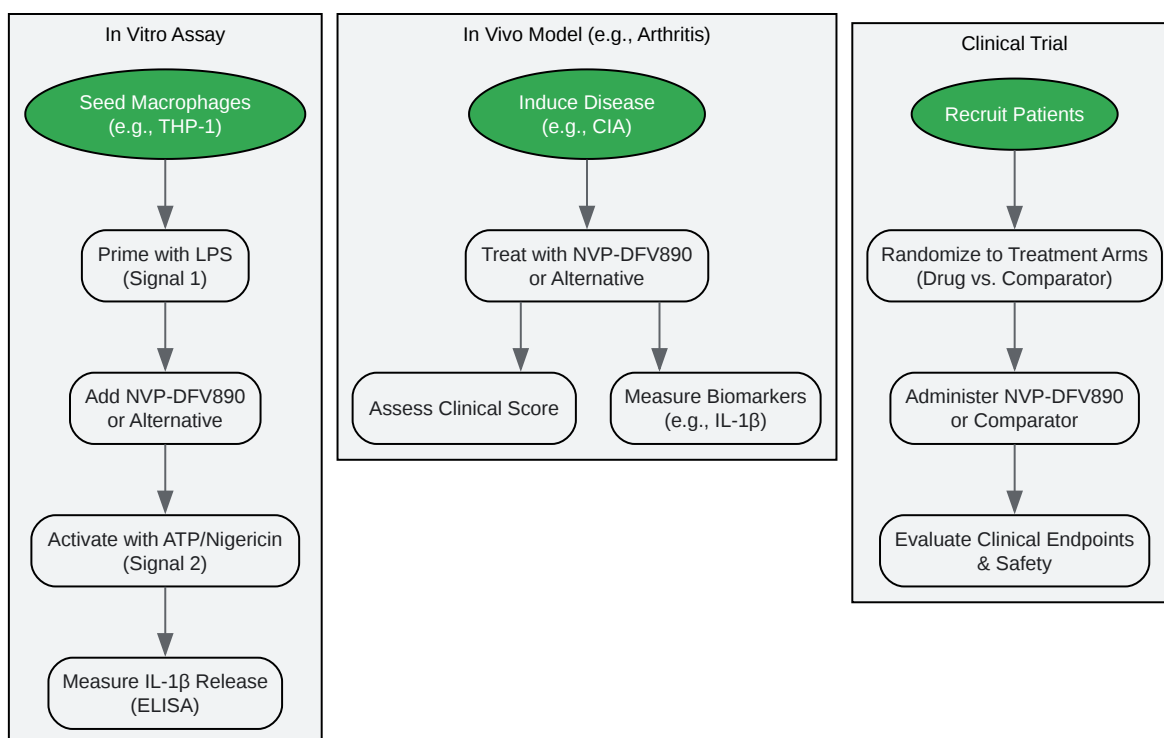 In Vitro Assay
Seed Macrophages
(e.g., THP-1)
Prime with LPS
(Signal 1)
Add NVP-DFV890
or Alternative
Activate with ATP/Nigericin
(Signal 2)
Measure IL-1β Release
(ELISA)
In Vivo Model (e.g., Arthritis)
Induce Disease
(e.g., CIA)
Treat with NVP-DFV890
or Alternative
Assess Clinical Score
Measure Biomarkers
(e.g., IL-1β)
Clinical Trial
Recruit Patients
Randomize to Treatment Arms
(Drug vs. Comparator)
Administer NVP-DFV890
or Comparator
Evaluate Clinical Endpoints
& Safety